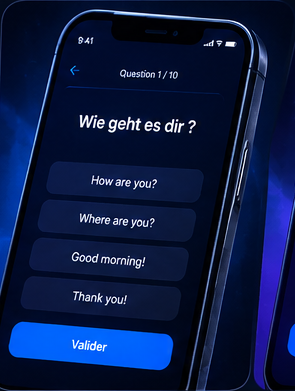 9:41
Question 1 / 10
Wie geht es dir ?
How are you?
Where are you?
Good morning!
Thank you!
Valider